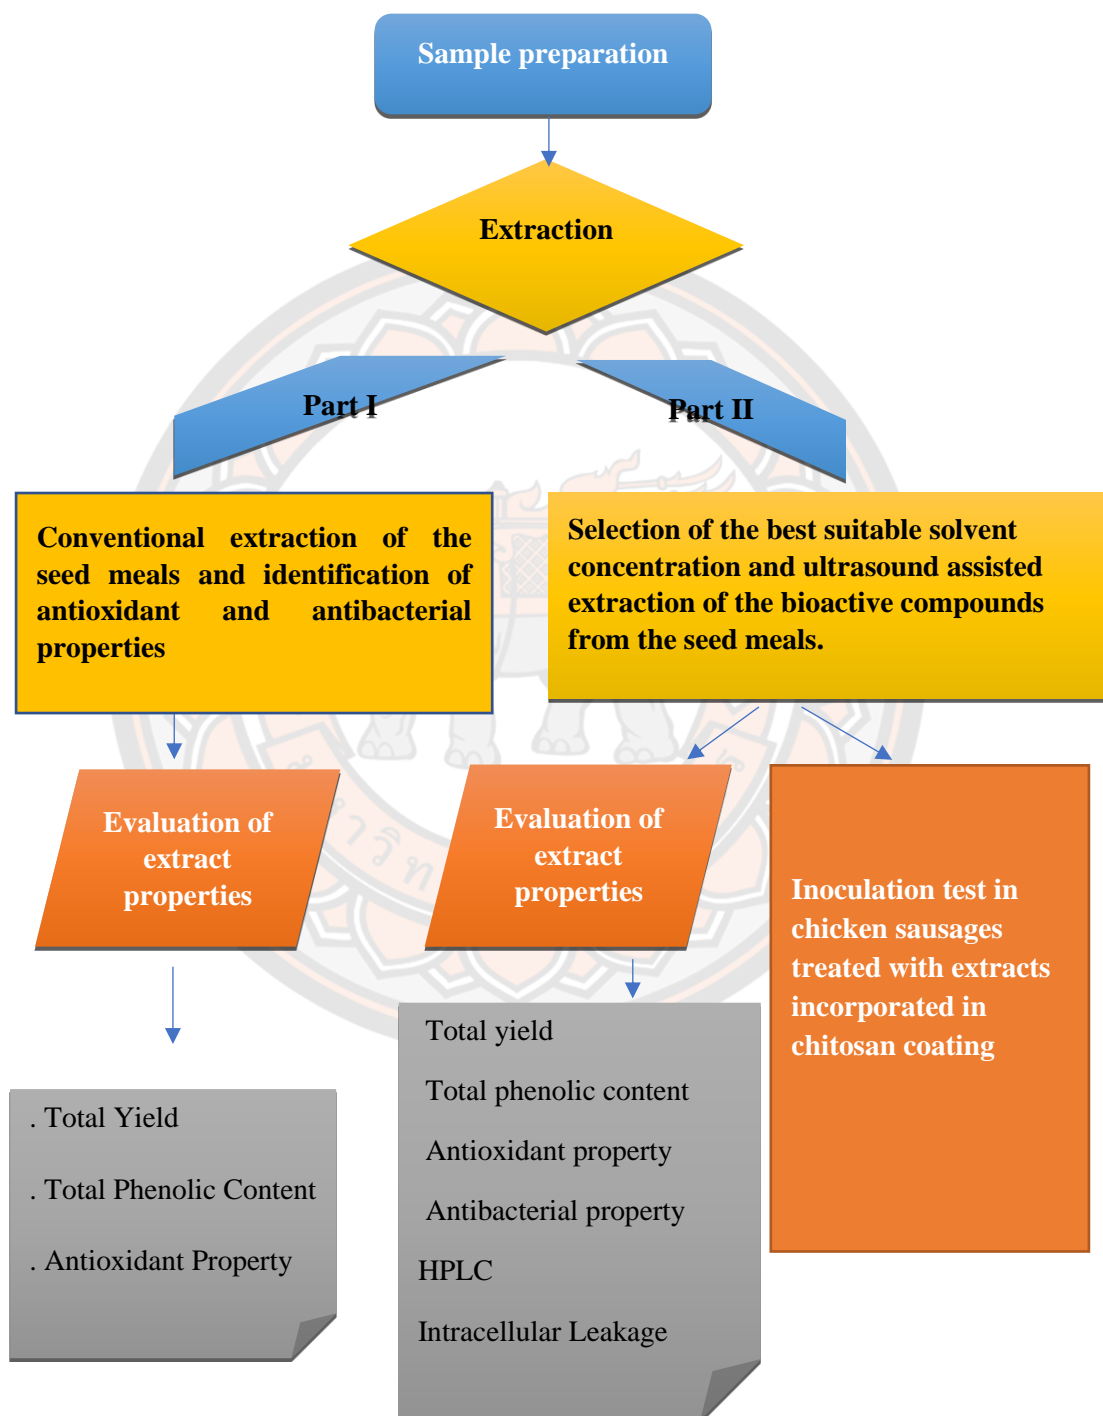 Sample preparation
Extraction
Part I
Part II
Conventional extraction of the
seed meals and identification of
antioxidant and antibacterial
properties
Selection of the best suitable solvent
concentration and ultrasound assisted
extraction of the bioactive compounds
from the seed meals.
Evaluation of
extract
properties
Evaluation of
extract
properties
Inoculation test in
chicken sausages
treated with extracts
incorporated in
chitosan coating
. Total Yield
. Total Phenolic Content
. Antioxidant Property
Total yield
Total phenolic content
Antioxidant property
Antibacterial property
HPLC
Intracellular Leakage